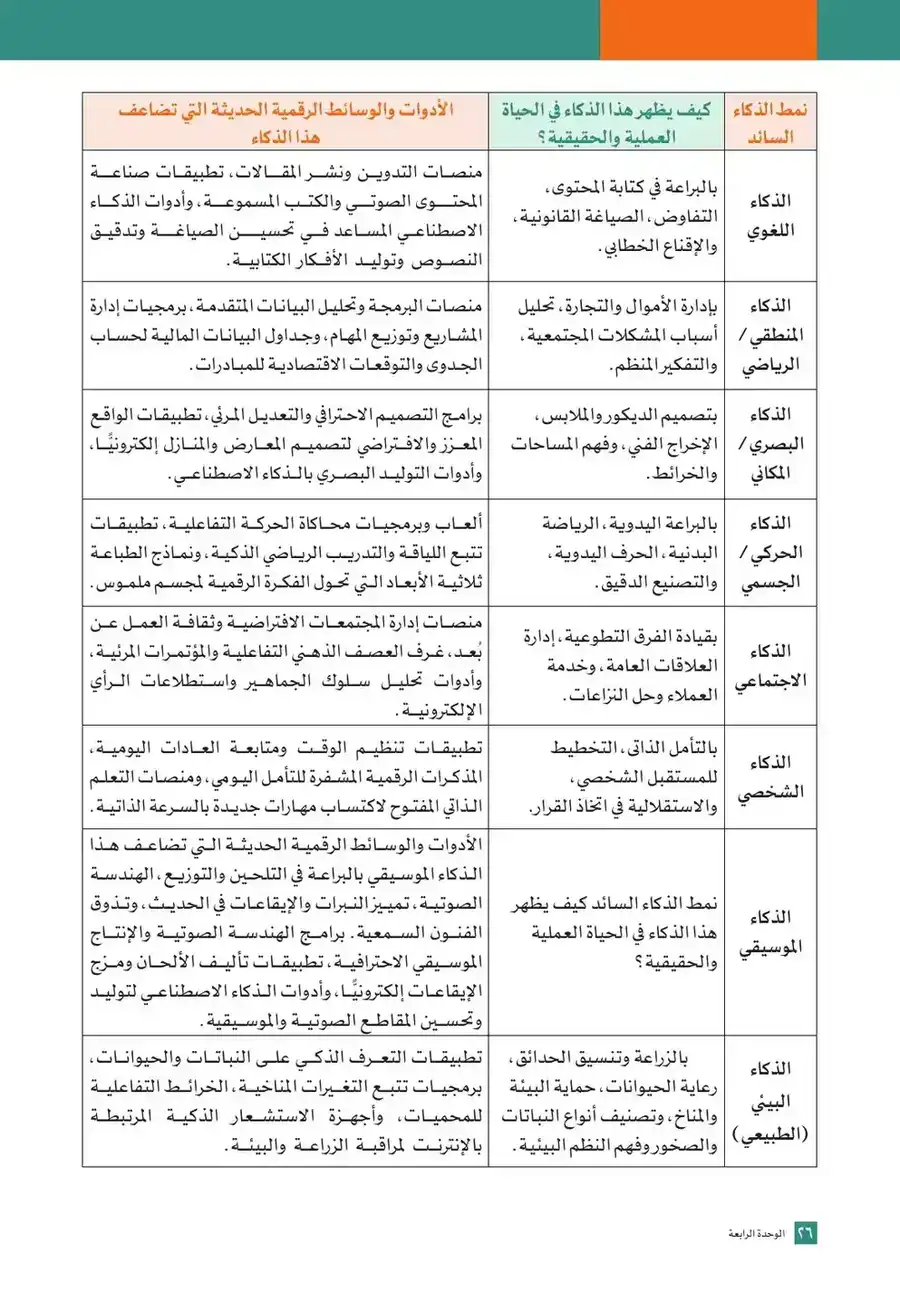 نمط الذكاء
السائد
كيف يظهر هذا الذكاء في الحياة
العملية والحقيقية؟
الأدوات والوسائط الرقمية الحديثة التي تضاعف
هذا الذكاء
الذكاء
اللغوي
بالبراعة في كتابة المحتوى،
التفاوض، الصياغة القانونية،
والإقناع الخطابي.
منصات التدوين ونشر المقالات، تطبيقات صناعة
المحتوى الصوتي والكتب المسموعة، وأدوات الذكاء
الاصطناعي المساعد في تحسين الصياغة وتدقيق
النصوص وتوليد الأفكار الكتابية.
الذكاء
المنطقي /
الرياضي
بإدارة الأموال والتجارة، تحليل
أسباب المشكلات المجتمعية،
والتفكير المنظم.
منصات البرمجة وتحليل البيانات المتقدمة، برمجيات إدارة
المشاريع وتوزيع المهام، وجداول البيانات المالية لحساب
الجدوى والتوقعات الاقتصادية للمبادرات.
الذكاء
البصري /
المكاني
بتصميم الديكور والملابس،
الإخراج الفني، وفهم المساحات
والخرائط.
برامج التصميم الاحترافي والتعديل المرئي، تطبيقات الواقع
المعزز والافتراضي لتصميم المعارض والمنازل إلكترونيًّا،
وأدوات التوليد البصري بالذكاء الاصطناعي.
الذكاء
الحركي /
الجسمي
بالبراعة اليدوية، الرياضة
البدنية، الحرف اليدوية،
والتصنيع الدقيق.
ألعاب وبرمجيات محاكاة الحركة التفاعلية، تطبيقات
تتبع اللياقة والتدريب الرياضي الذكية، ونماذج الطباعة
ثلاثية الأبعاد التي تحول الفكرة الرقمية لمجسم ملموس.
الذكاء
الاجتماعي
بقيادة الفرق التطوعية، إدارة
العلاقات العامة، وخدمة
العملاء وحل النزاعات.
منصات إدارة المجتمعات الافتراضية وثقافة العمل عن
بُعد، غرف العصف الذهني التفاعلية والمؤتمرات المرئية،
وأدوات تحليل سلوك الجماهير واستطلاعات الرأي
الإلكترونية.
الذكاء
الشخصي
بالتأمل الذاتى، التخطيط
للمستقبل الشخصي،
والاستقلالية في اتخاذ القرار.
تطبيقات تنظيم الوقت ومتابعة العادات اليومية،
المذكرات الرقمية المشفرة للتأمل اليومي، ومنصات التعلم
الذاتي المفتوح لاكتساب مهارات جديدة بالسرعة الذاتية.
الذكاء
الموسيقي
نمط الذكاء السائد كيف يظهر
هذا الذكاء في الحياة العملية
والحقيقية؟
الأدوات والوسائط الرقمية الحديثة التي تضاعف هذا
الذكاء الموسيقي بالبراعة في التلحين والتوزيع، الهندسة
الصوتية، تمييز النبرات والإيقاعات في الحديث، وتذوق
الفنون السمعية. برامج الهندسة الصوتية والإنتاج
الموسيقي الاحترافية، تطبيقات تأليف الألحان ومزج
الإيقاعات إلكترونيًّا، وأدوات الذكاء الاصطناعي لتوليد
وتحسين المقاطع الصوتية والموسيقية.
الذكاء
البيئي
(الطبيعي)
بالزراعة وتنسيق الحدائق،
رعاية الحيوانات، حماية البيئة
والمناخ، وتصنيف أنواع النباتات
والصخور وفهم النظم البيئية.
تطبيقات التعرف الذكي على النباتات والحيوانات،
برمجيات تتبع التغيرات المناخية، الخرائط التفاعلية
للمحميات، وأجهزة الاستشعار الذكية المرتبطة
بالإنترنت لمراقبة الزراعة والبيئة.
٢٦ الوحدة الرابعة